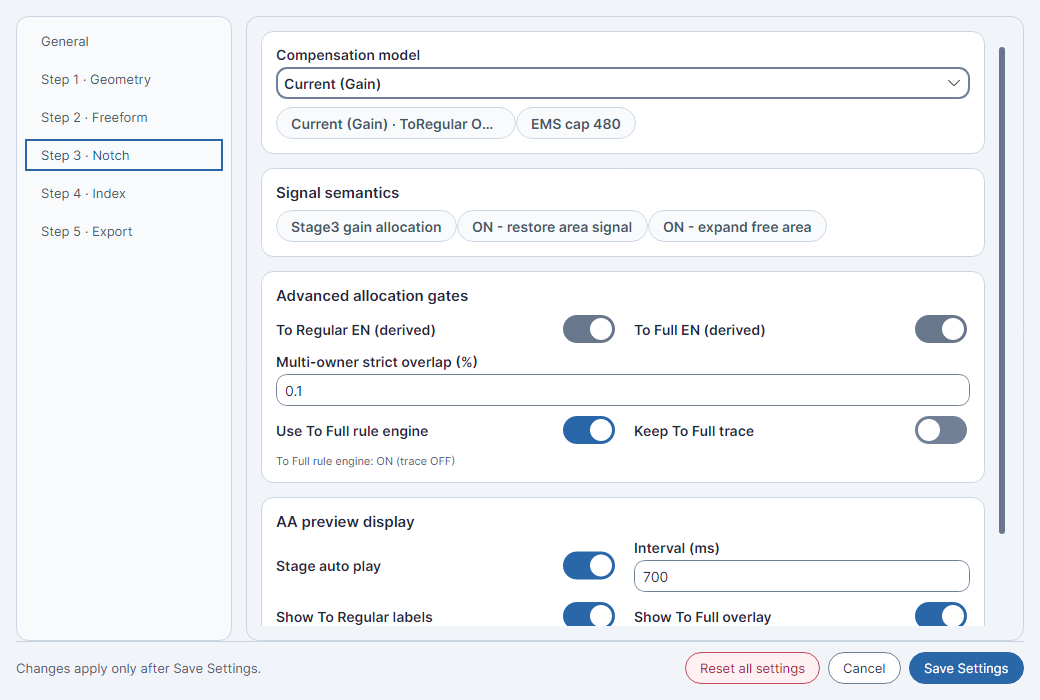 General
Step 1 · Geometry
Step 2 · Freeform
Step 3 · Notch
Step 4 · Index
Step 5 · Export
Compensation model
Current (Gain)
Current (Gain) · ToRegular O...
EMS cap 480
Signal semantics
Stage3 gain allocation
ON - restore area signal
ON - expand free area
Advanced allocation gates
To Regular EN (derived)
To Full EN (derived)
Multi-owner strict overlap (%)
0.1
Use To Full rule engine
Keep To Full trace
To Full rule engine: ON (trace OFF)
AA preview display
Stage auto play
Interval (ms)
700
Show To Regular labels
Show To Full overlay
Changes apply only after Save Settings.
Reset all settings
Cancel
Save Settings